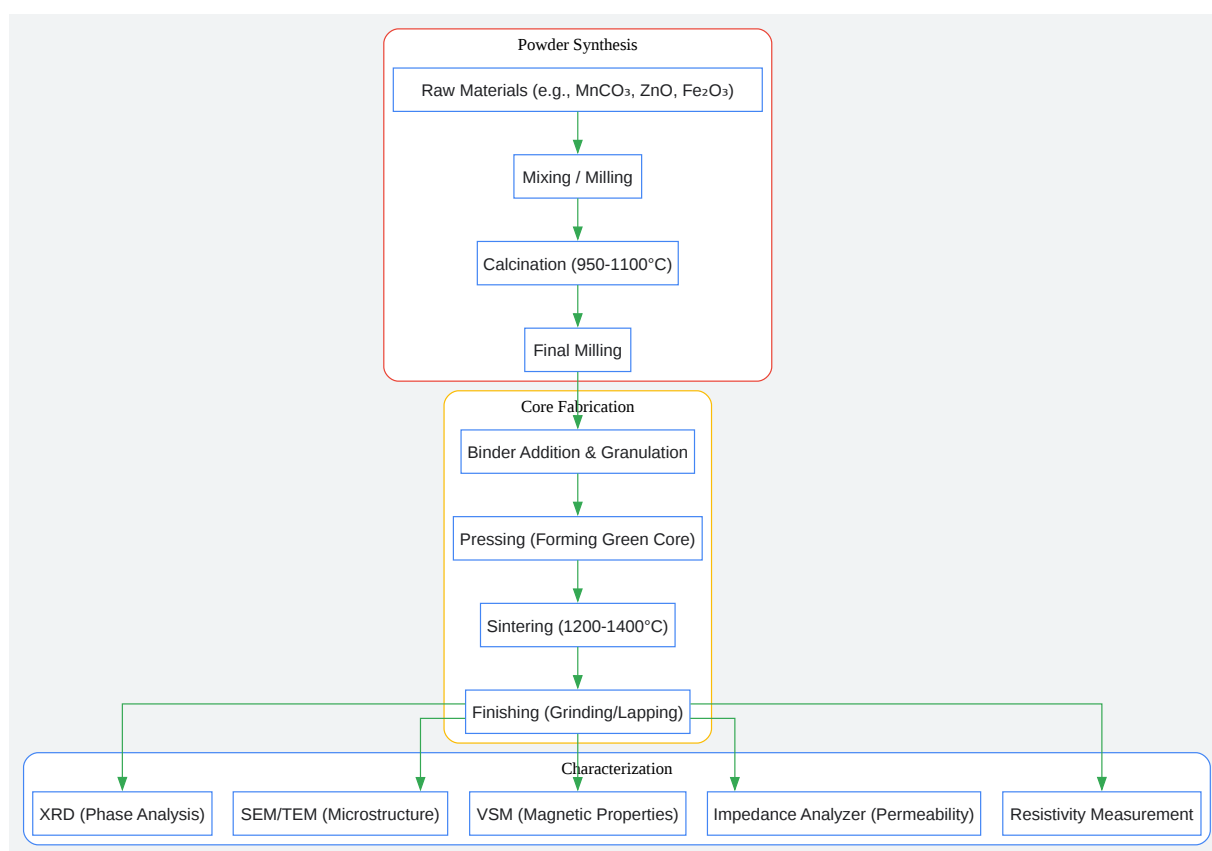 Powder Synthesis
Raw Materials (e.g., MnCO₃, ZnO, Fe₂O₃)
Mixing / Milling
Calcination (950-1100°C)
Final Milling
Core Fabrication
Binder Addition & Granulation
Pressing (Forming Green Core)
Sintering (1200-1400°C)
Finishing (Grinding/Lapping)
Characterization
XRD (Phase Analysis)
SEM/TEM (Microstructure)
VSM (Magnetic Properties)
Impedance Analyzer (Permeability)
Resistivity Measurement